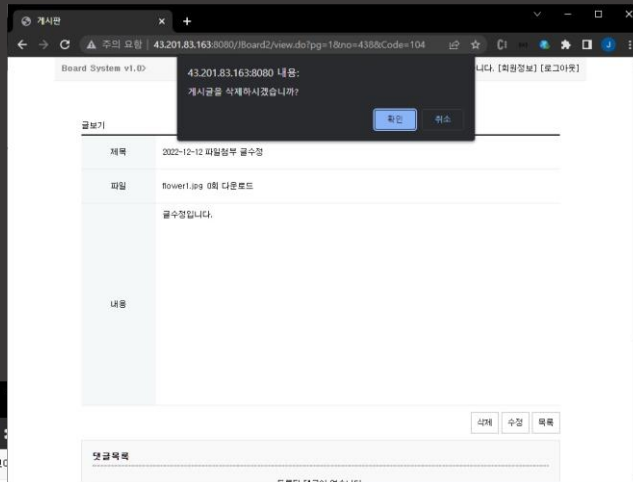 게시판
주의 요함 | 43.201.83.163:8080/JBoard2/view.do?pg=1&no=438&Code=104
Board System v1.0>
니다. [회원정보] [로그아웃]
43.201.83.163:8080 내용:
게시글을 삭제하시겠습니까?
확인 취소
글보기
제목 2022-12-12 파일첨부 글수정
파일 flower1.jpg 0회 다운로드
글수정입니다.
내용
삭제 수정 목록
댓글목록